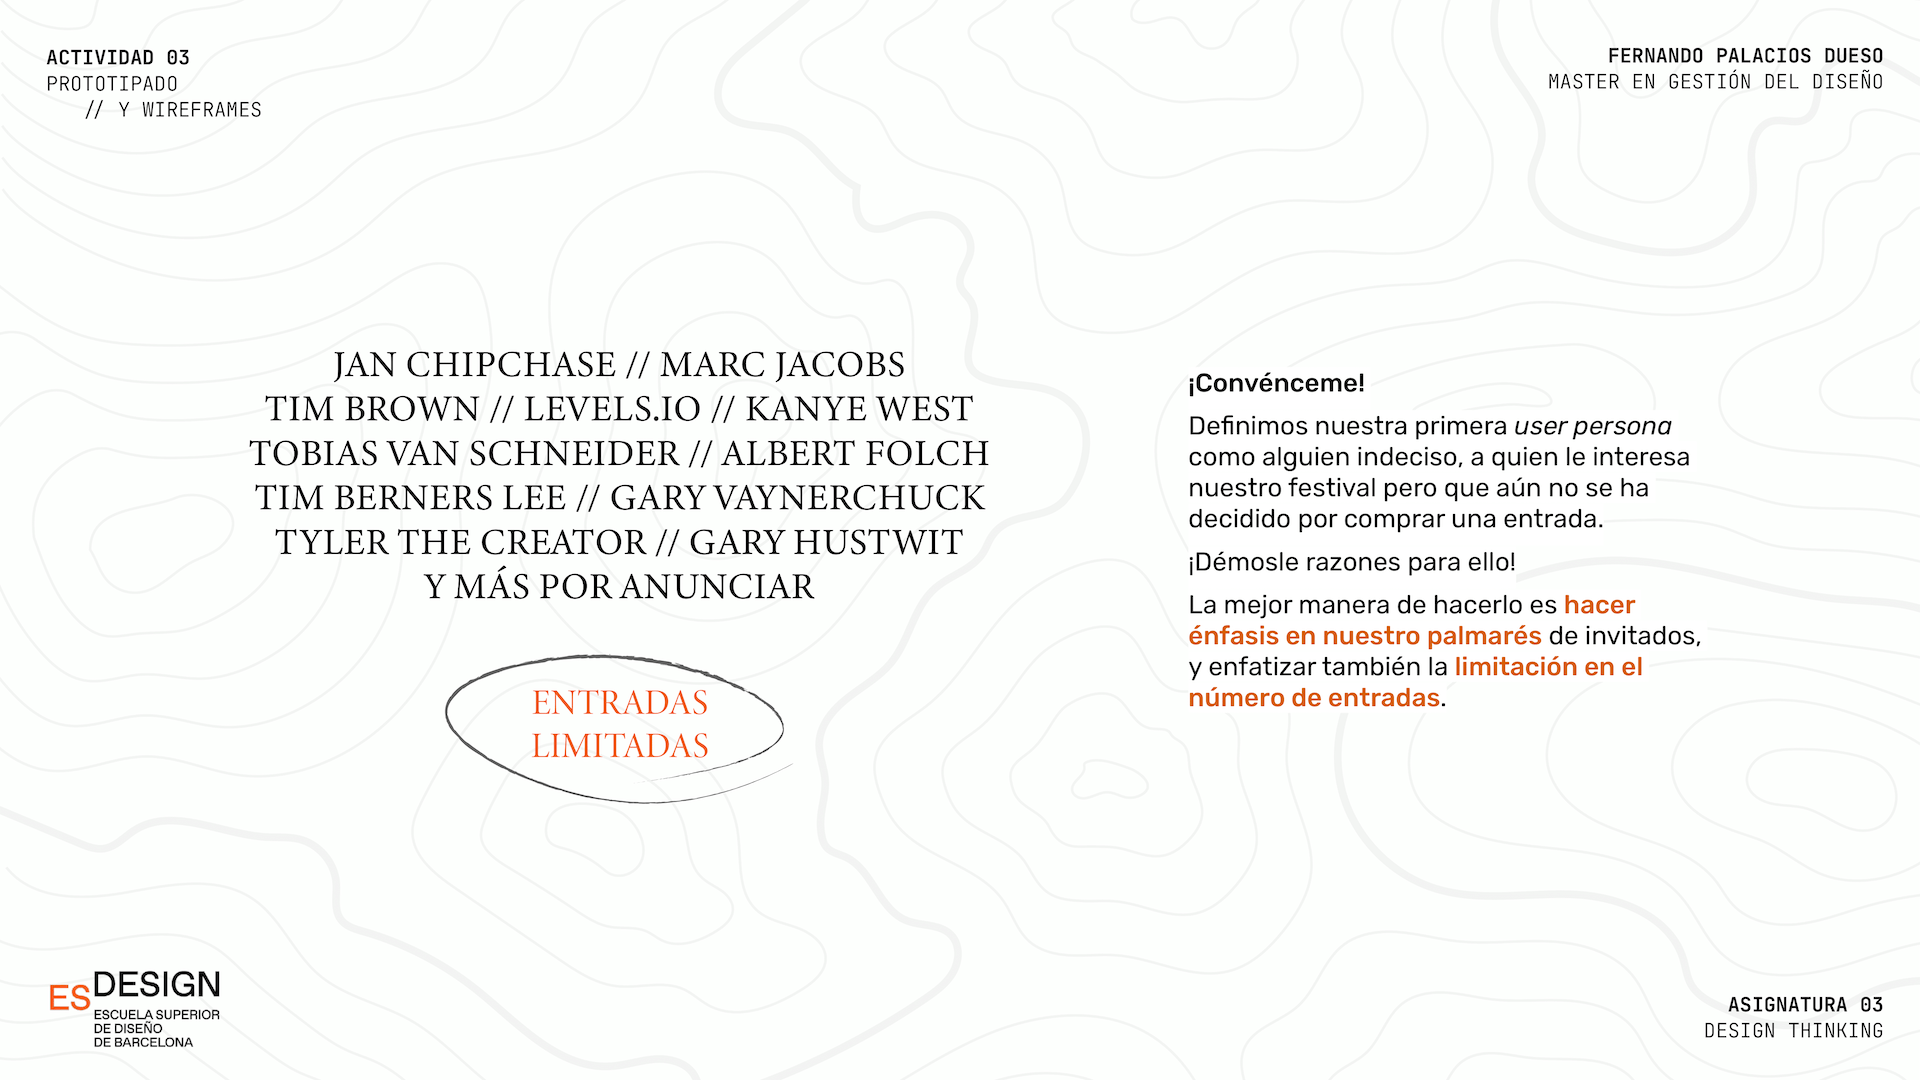 ACTIVIDAD 03
PROTOTIPADO
// Y WIREFRAMES
FERNANDO PALACIOS DUESO
MASTER EN GESTIÓN DEL DISEÑO
JAN CHIPCHASE // MARC JACOBS
TIM BROWN // LEVELS.IO // KANYE WEST
TOBIAS VAN SCHNEIDER // ALBERT FOLCH
TIM BERNERS LEE // GARY VAYNERCHUCK
TYLER THE CREATOR // GARY HUSTWIT
Y MÁS POR ANUNCIAR
ENTRADAS
LIMITADAS
¡Convénceme!
Definimos nuestra primera user persona
como alguien indeciso, a quien le interesa
nuestro festival pero que aún no se ha
decidido por comprar una entrada.
¡Démosle razones para ello!
La mejor manera de hacerlo es hacer
énfasis en nuestro palmarés de invitados,
y enfatizar también la limitación en el
número de entradas.
ESDESIGN
ESCUELA SUPERIOR
DE DISEÑO
DE BARCELONA
ASIGNATURA 03
DESIGN THINKING